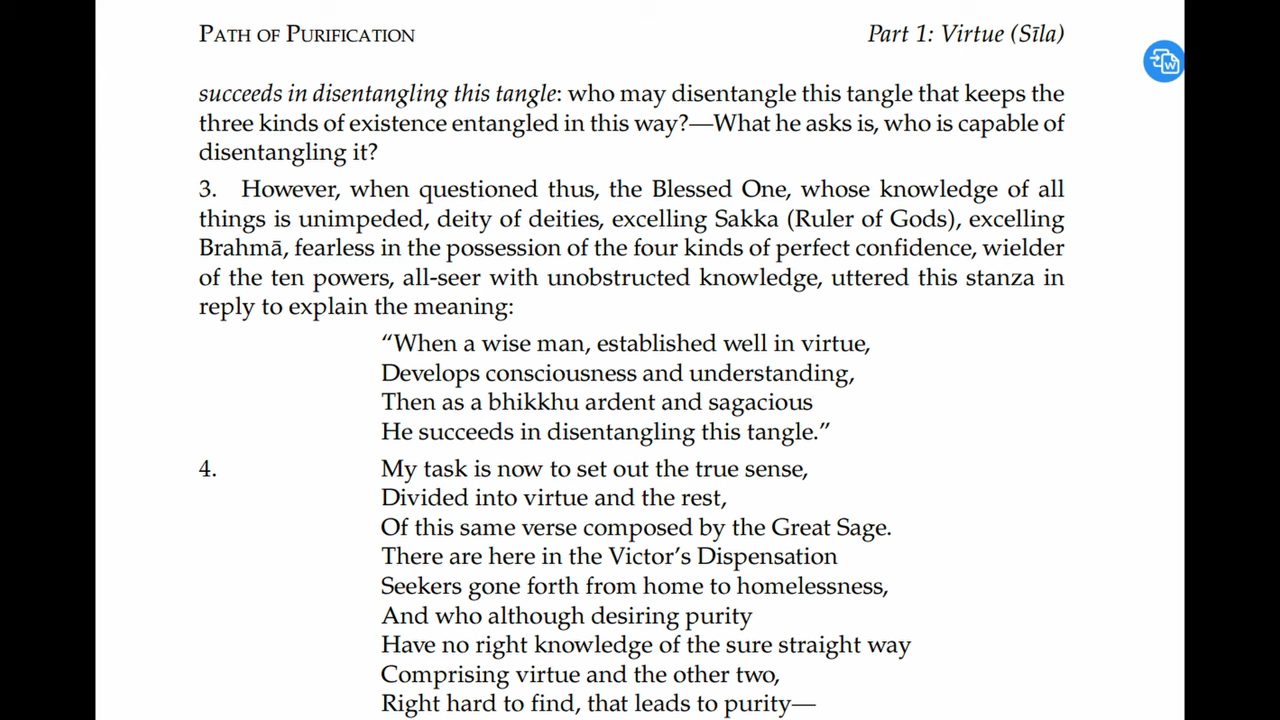 PATH OF PURIFICATION
Part 1: Virtue (Sīla)
succeeds in disentangling this tangle: who may disentangle this tangle that keeps the
three kinds of existence entangled in this way?—What he asks is, who is capable of
disentangling it?
3. However, when questioned thus, the Blessed One, whose knowledge of all
things is unimpeded, deity of deities, excelling Sakka (Ruler of Gods), excelling
Brahmā, fearless in the possession of the four kinds of perfect confidence, wielder
of the ten powers, all-seer with unobstructed knowledge, uttered this stanza in
reply to explain the meaning:
“When a wise man, established well in virtue,
Develops consciousness and understanding,
Then as a bhikkhu ardent and sagacious
He succeeds in disentangling this tangle.”
4. My task is now to set out the true sense,
Divided into virtue and the rest,
Of this same verse composed by the Great Sage.
There are here in the Victor’s Dispensation
Seekers gone forth from home to homelessness,
And who although desiring purity
Have no right knowledge of the sure straight way
Comprising virtue and the other two,
Right hard to find, that leads to purity—
W